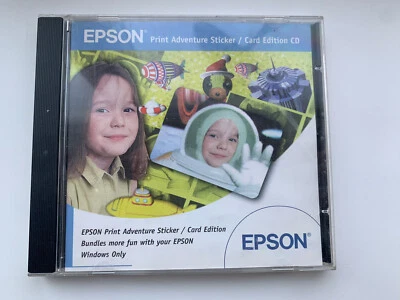 EPSON® Print Adventure Sticker / Card Edition CD
EPSON Print Adventure Sticker / Card Edition
Bundles more fun with your EPSON
Windows Only
EPSON®